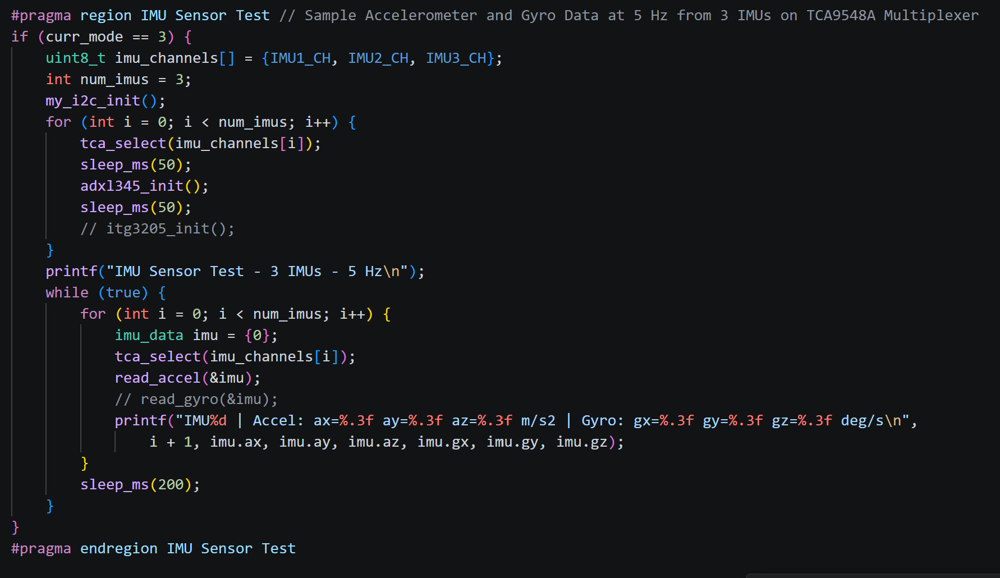 #pragma region IMU Sensor Test // Sample Accelerometer and Gyro Data at 5 Hz from 3 IMUs on TCA9548A Multiplexer
if (curr_mode == 3) {
    uint8_t imu_channels[] = {IMU1_CH, IMU2_CH, IMU3_CH};
    int num_imus = 3;
    my_i2c_init();
    for (int i = 0; i < num_imus; i++) {
        tca_select(imu_channels[i]);
        sleep_ms(50);
        adxl345_init();
        sleep_ms(50);
        // itg3205_init();
    }
    printf("IMU Sensor Test - 3 IMUs - 5 Hz\n");
    while (true) {
        for (int i = 0; i < num_imus; i++) {
            imu_data imu = {0};
            tca_select(imu_channels[i]);
            read_accel(&imu);
            // read_gyro(&imu);
            printf("IMU%d | Accel: ax=%.3f ay=%.3f az=%.3f m/s2 | Gyro: gx=%.3f gy=%.3f gz=%.3f deg/s\n",
                i + 1, imu.ax, imu.ay, imu.az, imu.gx, imu.gy, imu.gz);
        }
        sleep_ms(200);
    }
}
#pragma endregion IMU Sensor Test